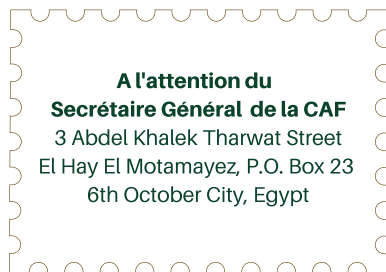 A l'attention du
Secrétaire Général de la CAF
3 Abdel Khalek Tharwat Street
El Hay El Motamayez, P.O. Box 23
6th October City, Egypt